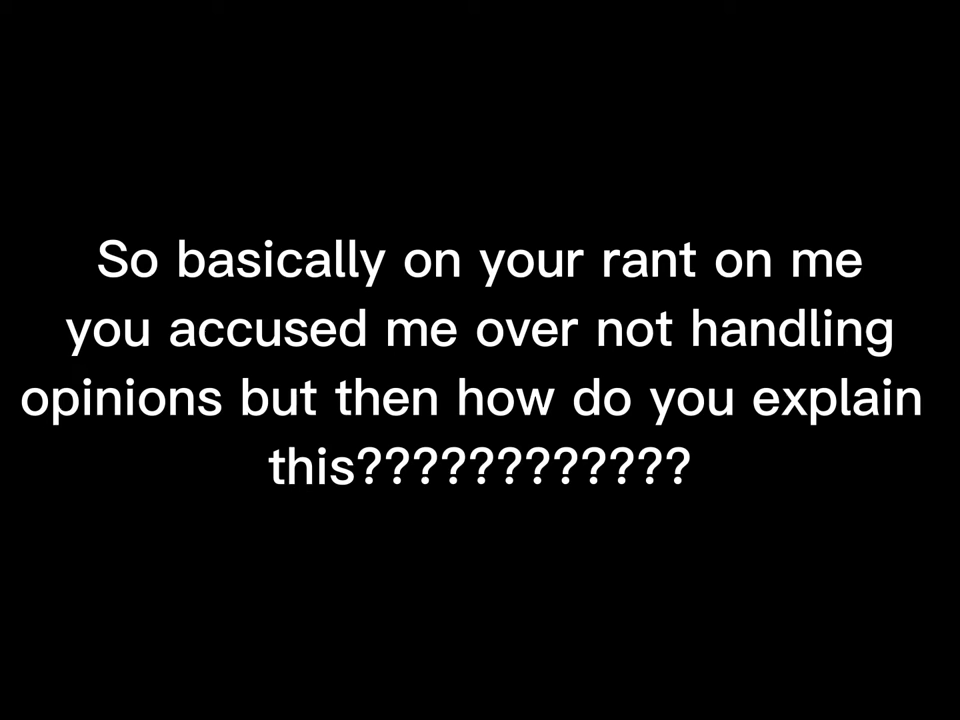 So basically on your rant on me
you accused me over not handling
opinions but then how do you explain
this????????????